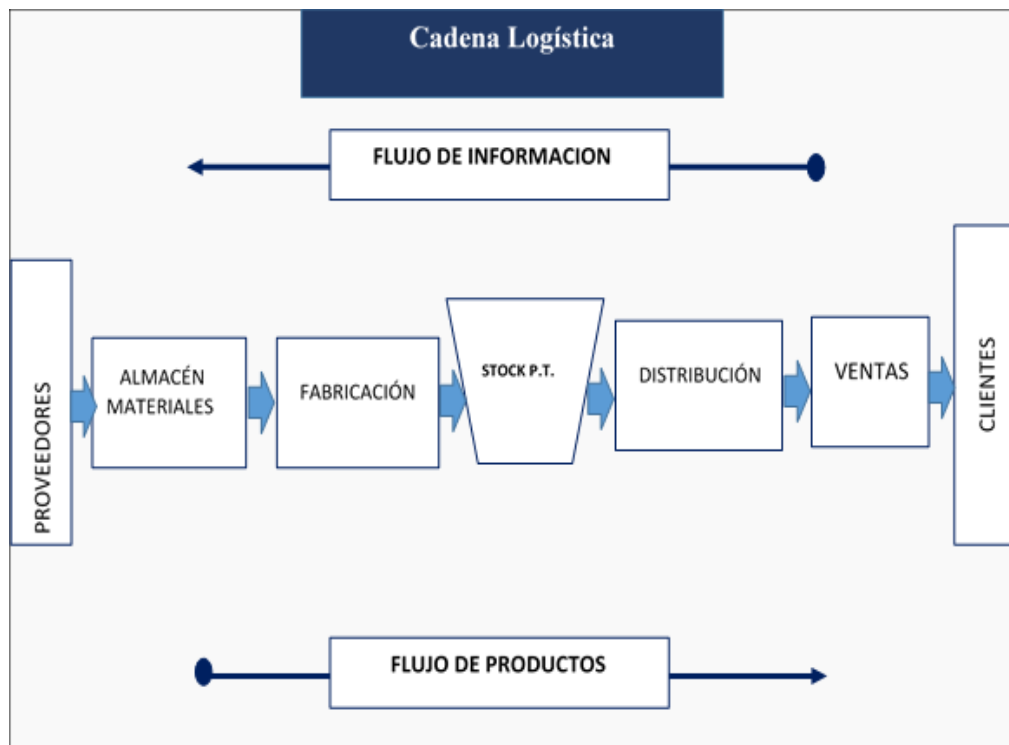 Cadena Logística
FLUJO DE INFORMACION
PROVEEDORES
ALMACÉN
MATERIALES
FABRICACIÓN
STOCK P.T.
DISTRIBUCIÓN
VENTAS
CLIENTES
FLUJO DE PRODUCTOS